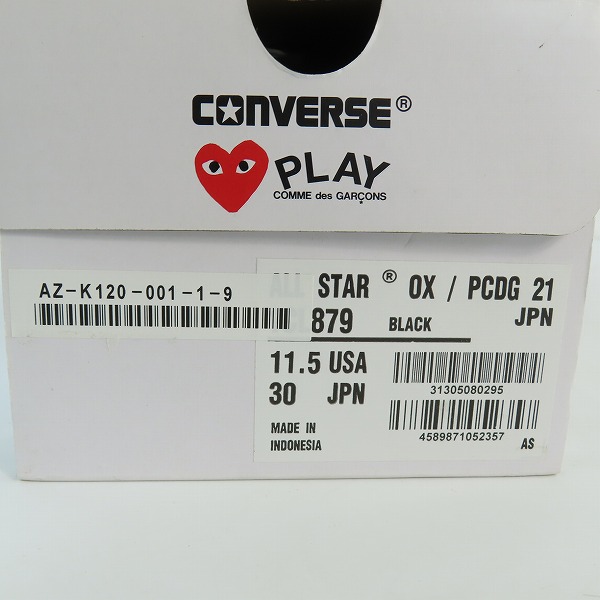 CONVERSE®
PLAY
COMME des GARÇONS
AZ-K120-001-1-9
ALL STAR ® OX / PCDG 21
879 BLACK JPN
11.5 USA
30 JPN
31305080295
MADE IN
INDONESIA
4589871052357 AS